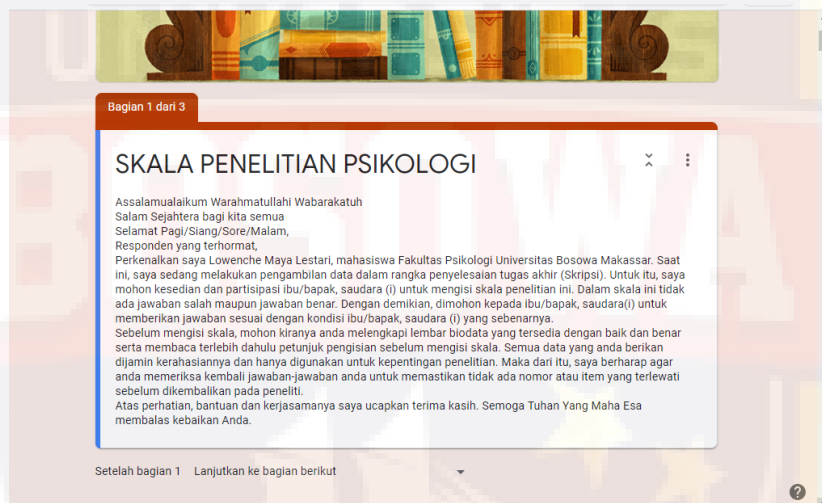 Bagian 1 dari 3
SKALA PENELITIAN PSIKOLOGI
Assalamualaikum Warahmatullahi Wabarakatuh
Salam Sejahtera bagi kita semua
Selamat Pagi/Siang/Sore/Malam,
Responden yang terhormat,
Perkenalkan saya Lowenche Maya Lestari, mahasiswa Fakultas Psikologi Universitas Bosowa Makassar. Saat
ini, saya sedang melakukan pengambilan data dalam rangka penyelesaian tugas akhir (Skripsi). Untuk itu, saya
mohon kesedian dan partisipasi ibu/bapak, saudara (i) untuk mengisi skala penelitian ini. Dalam skala ini tidak
ada jawaban salah maupun jawaban benar. Dengan demikian, dimohon kepada ibu/bapak, saudara(i) untuk
memberikan jawaban sesuai dengan kondisi ibu/bapak, saudara (i) yang sebenarnya.
Sebelum mengisi skala, mohon kiranya anda melengkapi lembar biodata yang tersedia dengan baik dan benar
serta membaca terlebih dahulu petunjuk pengisian sebelum mengisi skala. Semua data yang anda berikan
dijamin kerahasiannya dan hanya digunakan untuk kepentingan penelitian. Maka dari itu, saya berharap agar
anda memeriksa kembali jawaban-jawaban anda untuk memastikan tidak ada nomor atau item yang terlewati
sebelum dikembalikan pada peneliti.
Atas perhatian, bantuan dan kerjasamanya saya ucapkan terima kasih. Semoga Tuhan Yang Maha Esa
membalas kebaikan Anda.
Setelah bagian 1 Lanjutkan ke bagian berikut
BOSOWA